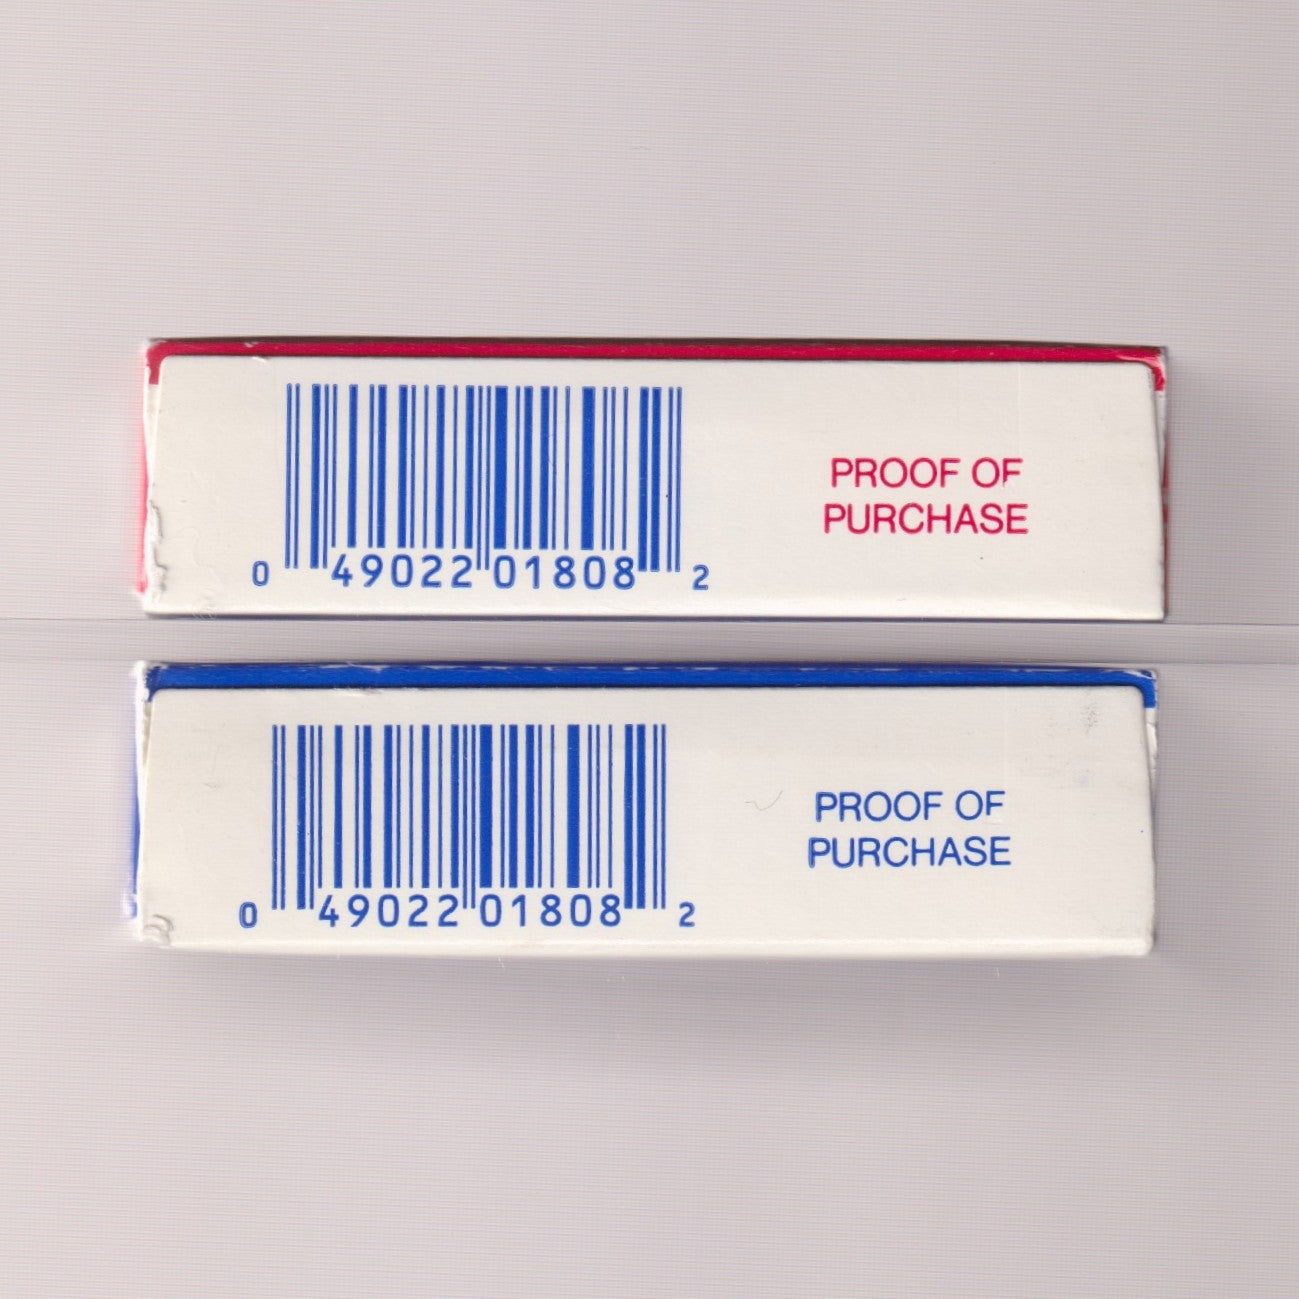 PROOF OF
PURCHASE
0 49022 01808 2
PROOF OF
PURCHASE
0 49022 01808 2